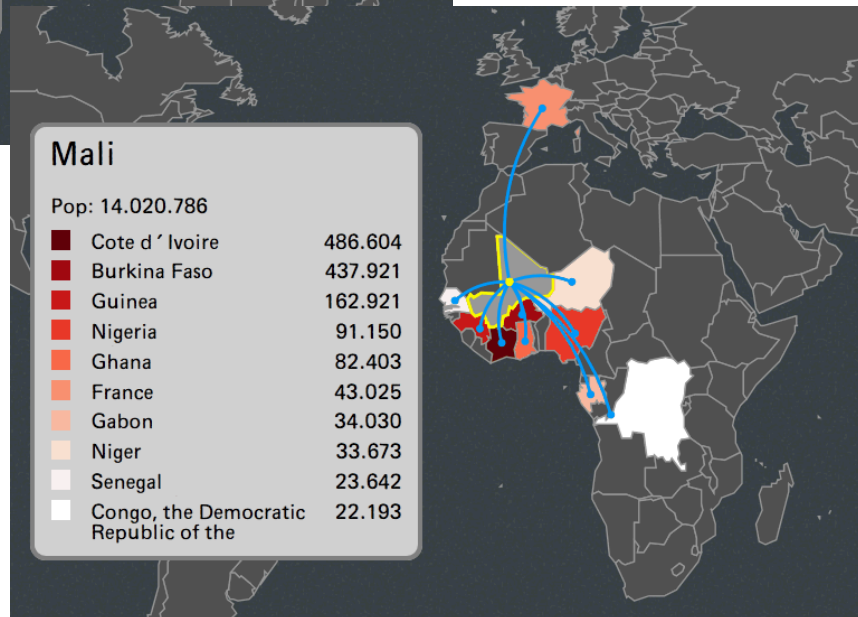 Mali
Pop: 14.020.786
Cote d´Ivoire 486.604
Burkina Faso 437.921
Guinea 162.921
Nigeria 91.150
Ghana 82.403
France 43.025
Gabon 34.030
Niger 33.673
Senegal 23.642
Congo, the Democratic 22.193
Republic of the